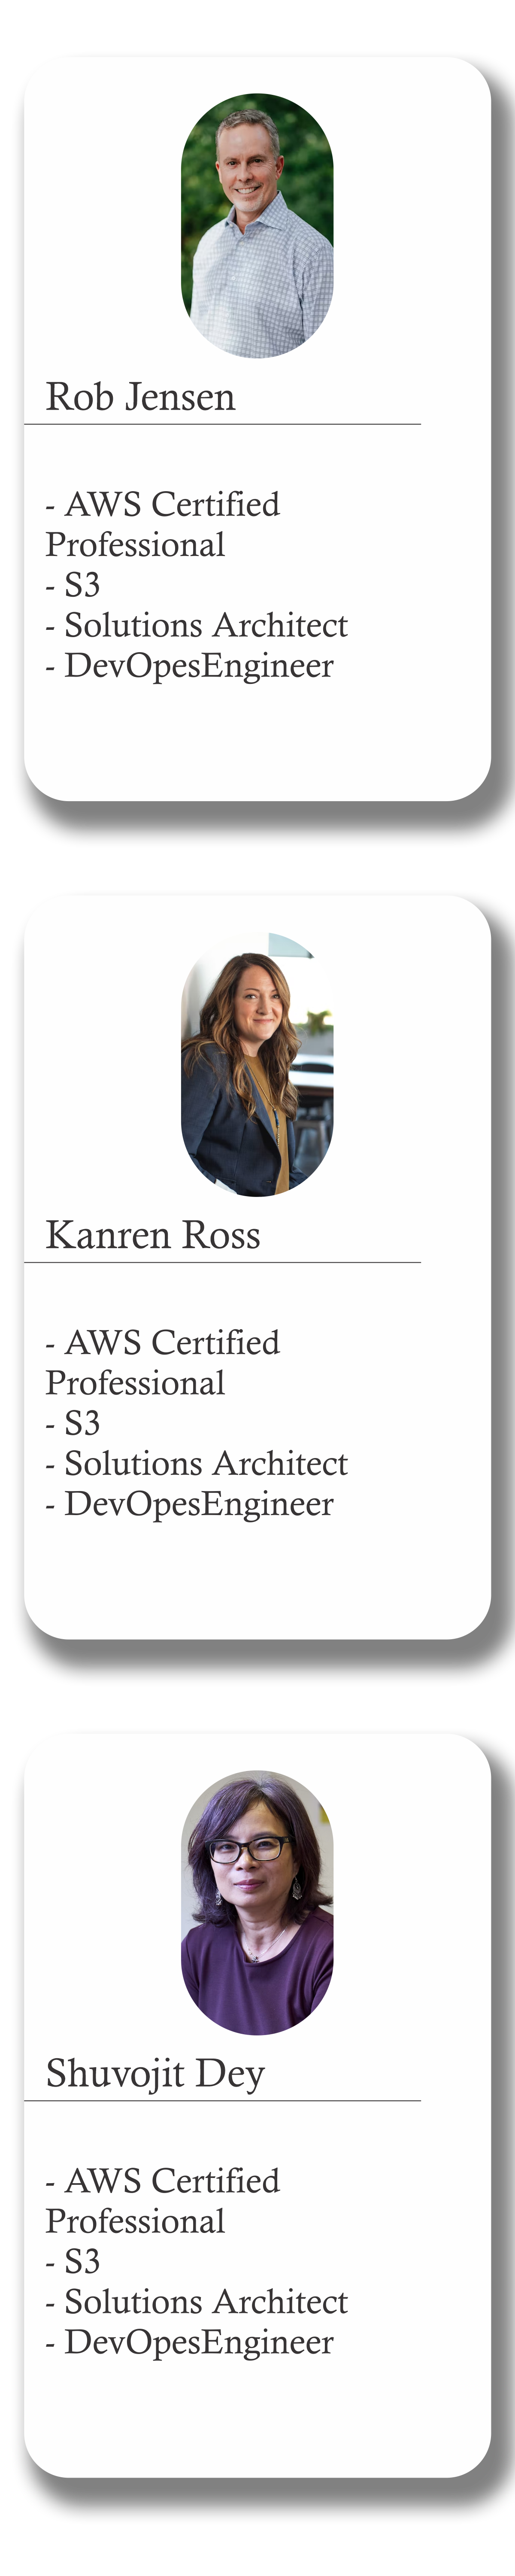 Rob Jensen
- AWS Certified
Professional
- S3
- Solutions Architect
- DevOpesEngineer
Kanren Ross
- AWS Certified
Professional
- S3
- Solutions Architect
- DevOpesEngineer
Shuvojit Dey
- AWS Certified
Professional
- S3
- Solutions Architect
- DevOpesEngineer